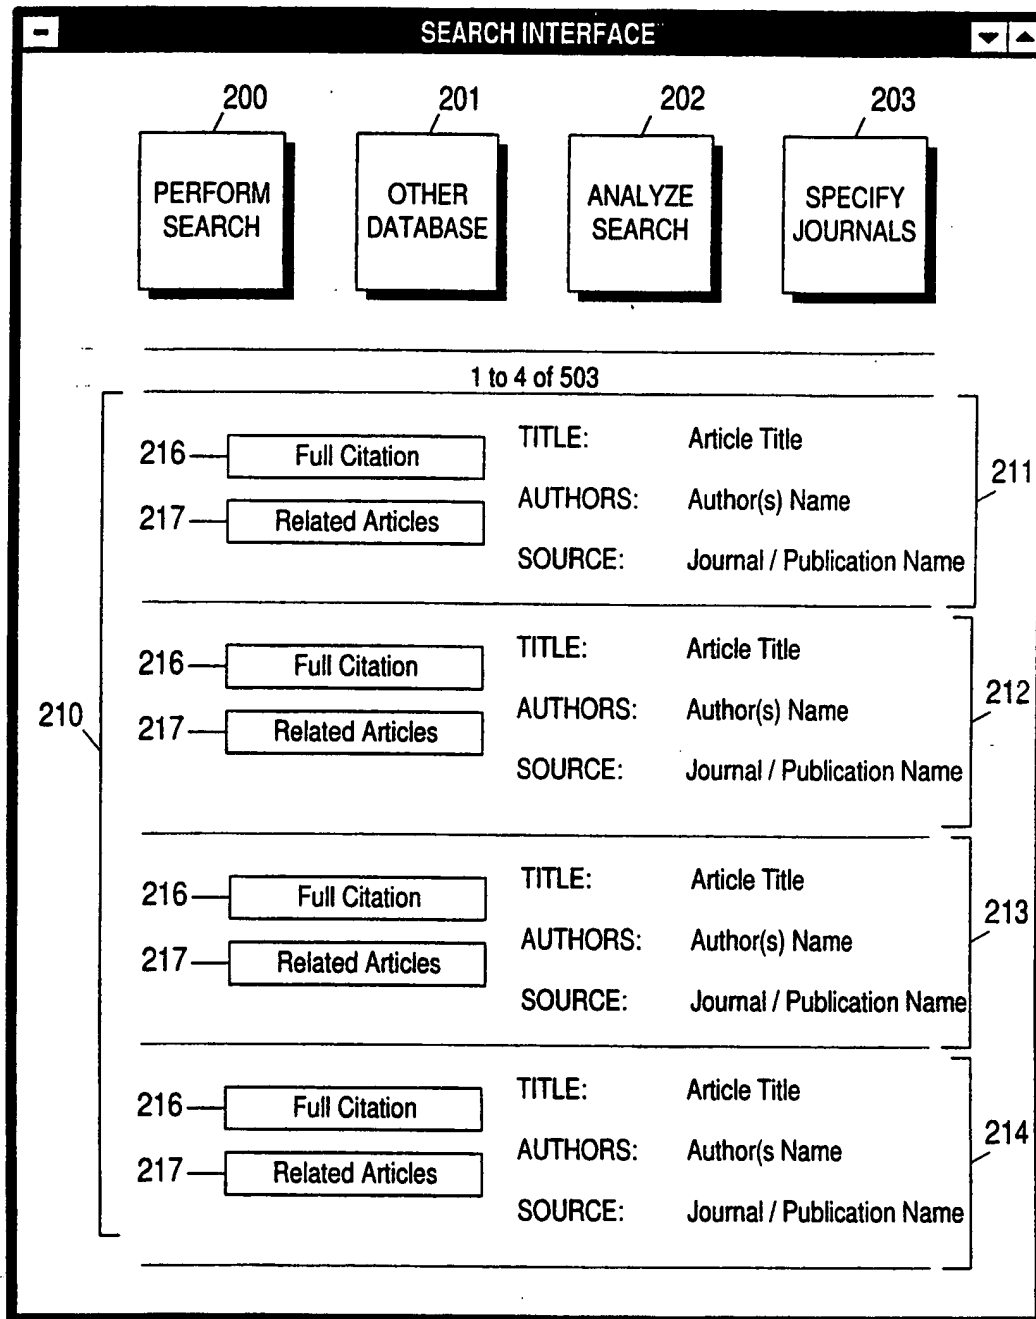 SEARCH INTERFACE
200 201 202 203
PERFORM SEARCH
OTHER DATABASE
ANALYZE SEARCH
SPECIFY JOURNALS
1 to 4 of 503
210
211
216 Full Citation
217 Related Articles
TITLE: Article Title
AUTHORS: Author(s) Name
SOURCE: Journal / Publication Name
212
216 Full Citation
217 Related Articles
TITLE: Article Title
AUTHORS: Author(s) Name
SOURCE: Journal / Publication Name
213
216 Full Citation
217 Related Articles
TITLE: Article Title
AUTHORS: Author(s) Name
SOURCE: Journal / Publication Name
214
216 Full Citation
217 Related Articles
TITLE: Article Title
AUTHORS: Author(s Name
SOURCE: Journal / Publication Name